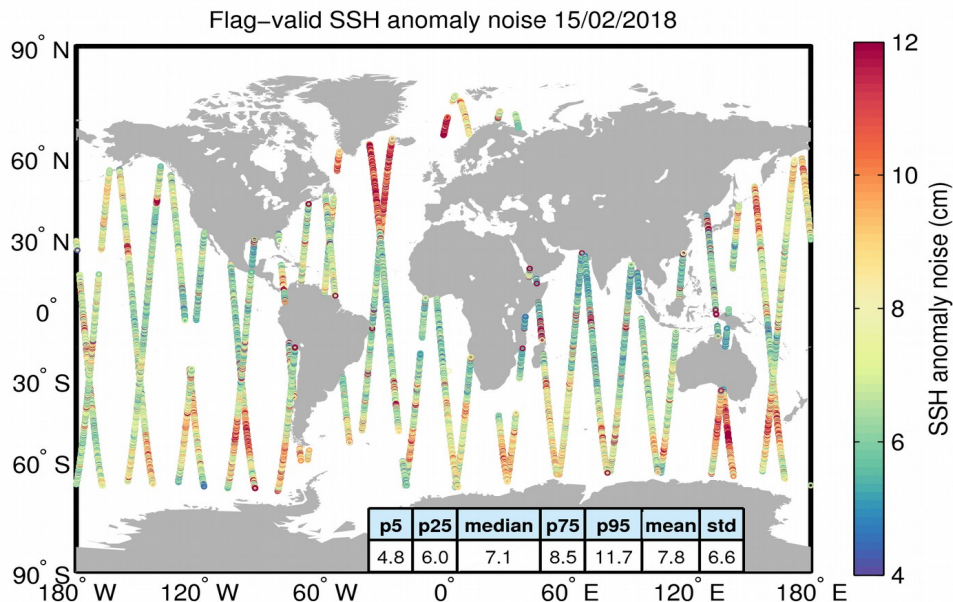 Flag-valid SSH anomaly noise 15/02/2018
90° N
60° N
30° N
0°
30° S
60° S
90° S
180° W
120° W
60° W
0°
60° E
120° E
180° E
p5 p25 median p75 p95 mean std
4.8 6.0 7.1 8.5 11.7 7.8 6.6
12
10
8
6
4
SSH anomaly noise (cm)